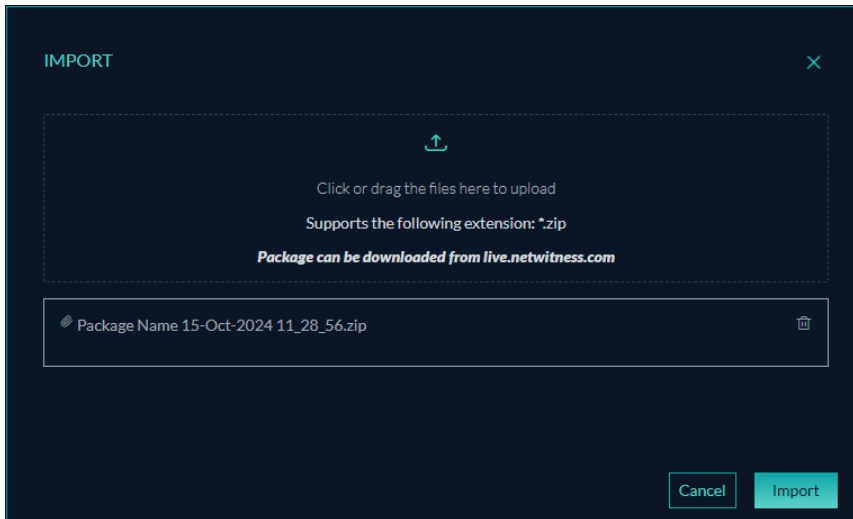 IMPORT
Click or drag the files here to upload
Supports the following extension: *.zip
Package can be downloaded from live.netwitness.com
Package Name 15-Oct-2024 11_28_56.zip
Cancel Import